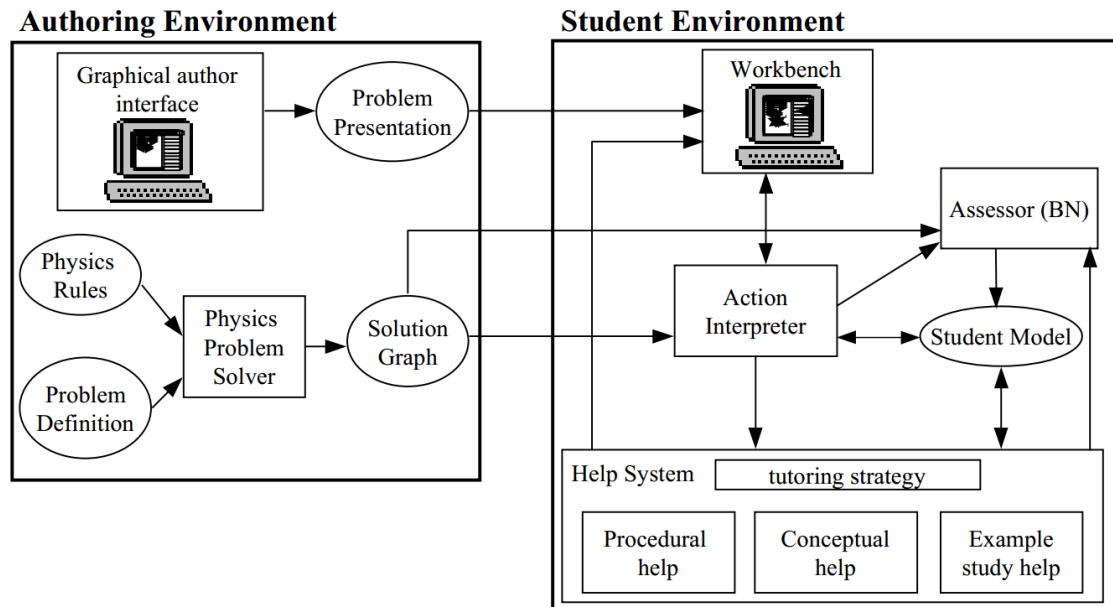 Authoring Environment
Graphical author
interface
Problem
Presentation
Physics
Rules
Physics
Problem
Solver
Solution
Graph
Problem
Definition
Student Environment
Workbench
Assessor (BN)
Action
Interpreter
Student Model
Help System
tutoring strategy
Procedural
help
Conceptual
help
Example
study help